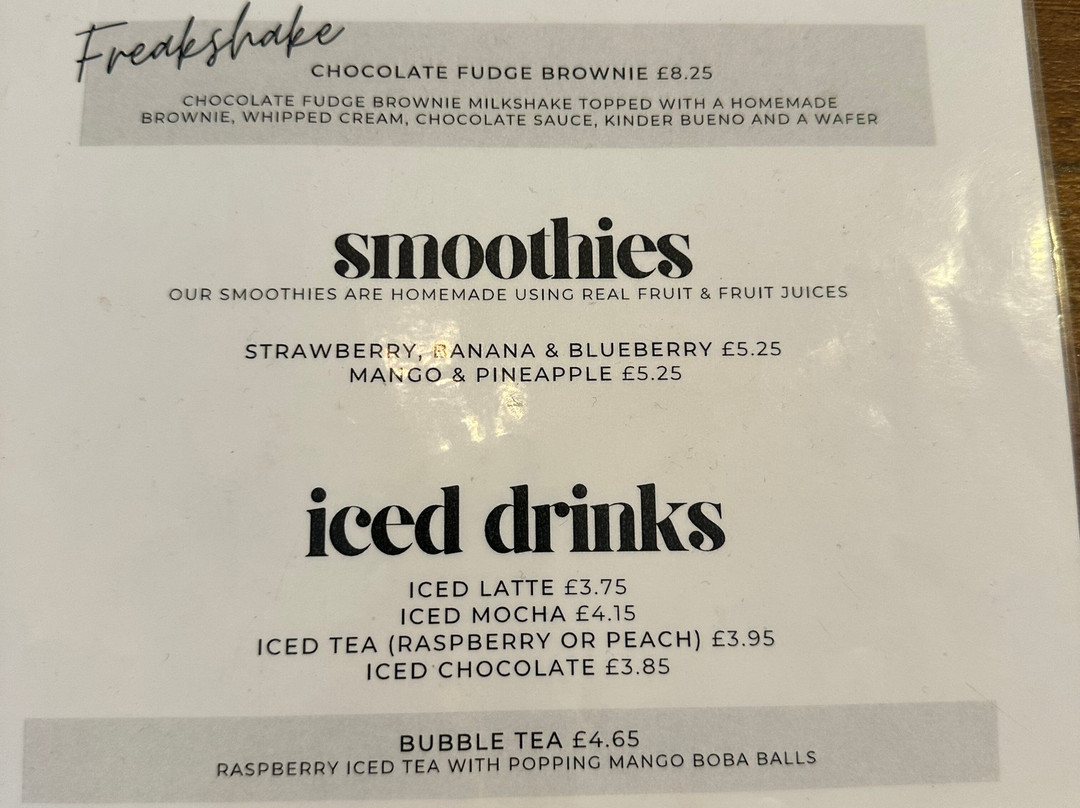 Freakshake
CHOCOLATE FUDGE BROWNIE £8.25
CHOCOLATE FUDGE BROWNIE MILKSHAKE TOPPED WITH A HOMEMADE
BROWNIE, WHIPPED CREAM, CHOCOLATE SAUCE, KINDER BUENO AND A WAFER
smoothies
OUR SMOOTHIES ARE HOMEMADE USING REAL FRUIT & FRUIT JUICES
STRAWBERRY, BANANA & BLUEBERRY £5.25
MANGO & PINEAPPLE £5.25
iced drinks
ICED LATTE £3.75
ICED MOCHA £4.15
ICED TEA (RASPBERRY OR PEACH) £3.95
ICED CHOCOLATE £3.85
BUBBLE TEA £4.65
RASPBERRY ICED TEA WITH POPPING MANGO BOBA BALLS